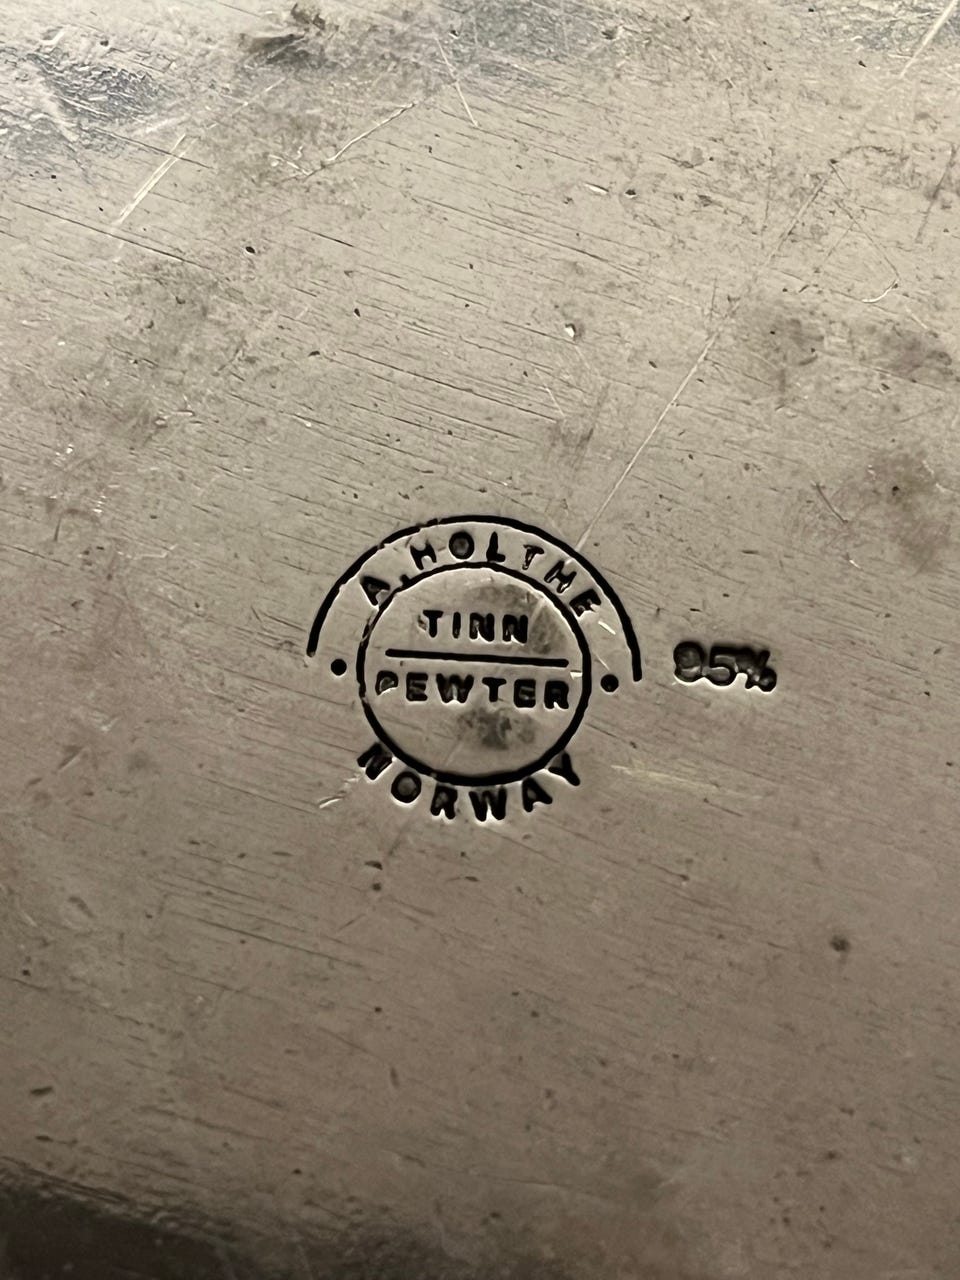 A. HOLTHE
TINN
PEWTER
NORWAY
95%